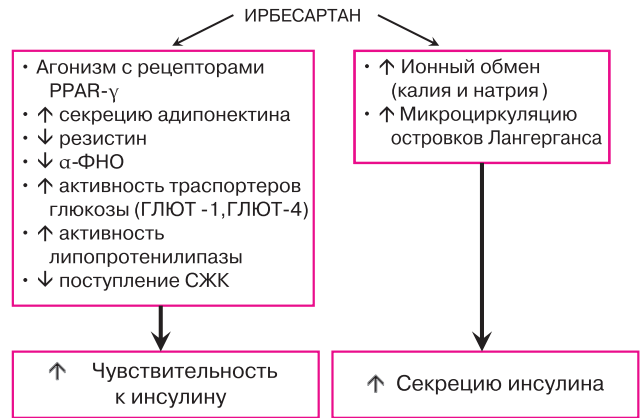 ИРБЕСАРТАН
· Агонизм с рецепторами
PPAR-γ
· ↑ секрецию адипонектина
· ↓ резистин
· ↓ α-ФНО
· ↑ активность траспортеров
глюкозы (ГЛЮТ -1,ГЛЮТ-4)
· ↑ активность
липопротенилипазы
· ↓ поступление СЖК
· ↑ Ионный обмен
(калия и натрия)
· ↑ Микроциркуляцию
островков Лангерганса
↑ Чувствительность
к инсулину
↑ Секрецию инсулина